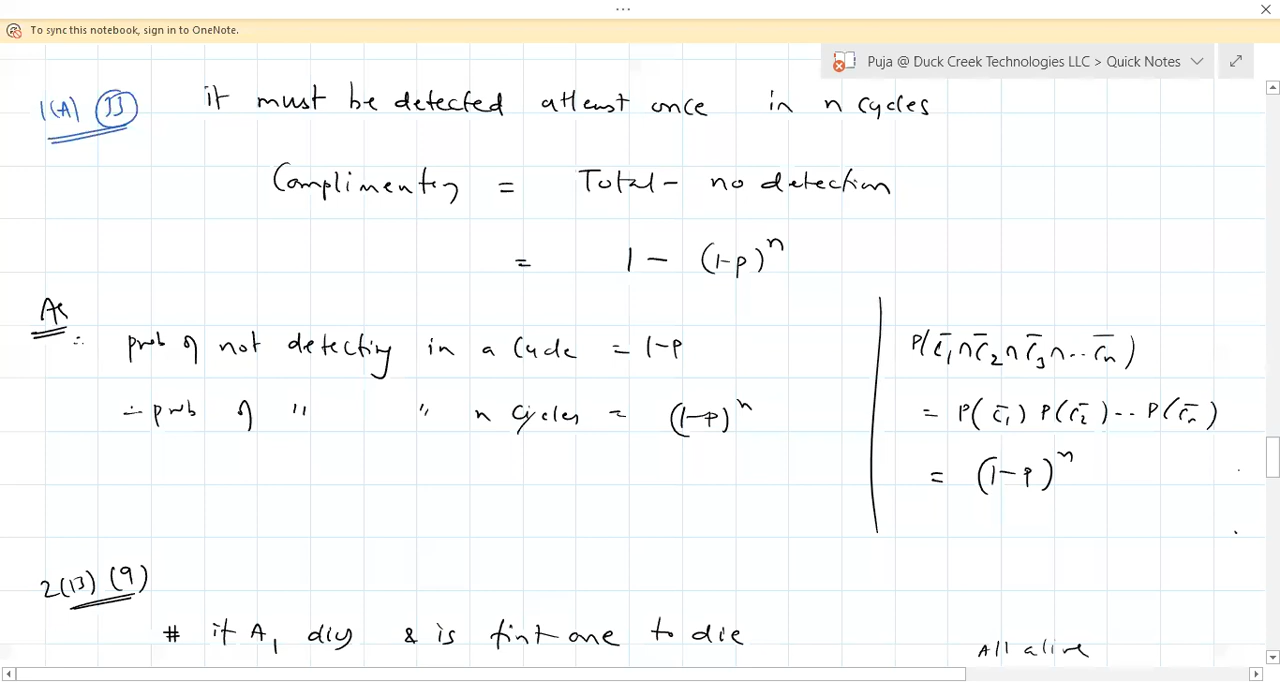 ...
To sync this notebook, sign in to OneNote.
Puja @ Duck Creek Technologies LLC > Quick Notes
1(A) (JJ) it must be detected atleast once in n cycles
Complimentry = Total - no detection
= 1 - (1-p)^n
As
∴ prob of not detecting in a Cycle = 1-p
∴ prob of " " n Cycles = (1-p)^n
P(C̄₁∩C̄₂∩C̄₃∩.. C̄ₙ)
= P(C̄₁) P(C̄₂) -- P(C̄ₙ)
= (1-p)^n
2(13) (9)
# if A₁ dies & is first one to die
All alive